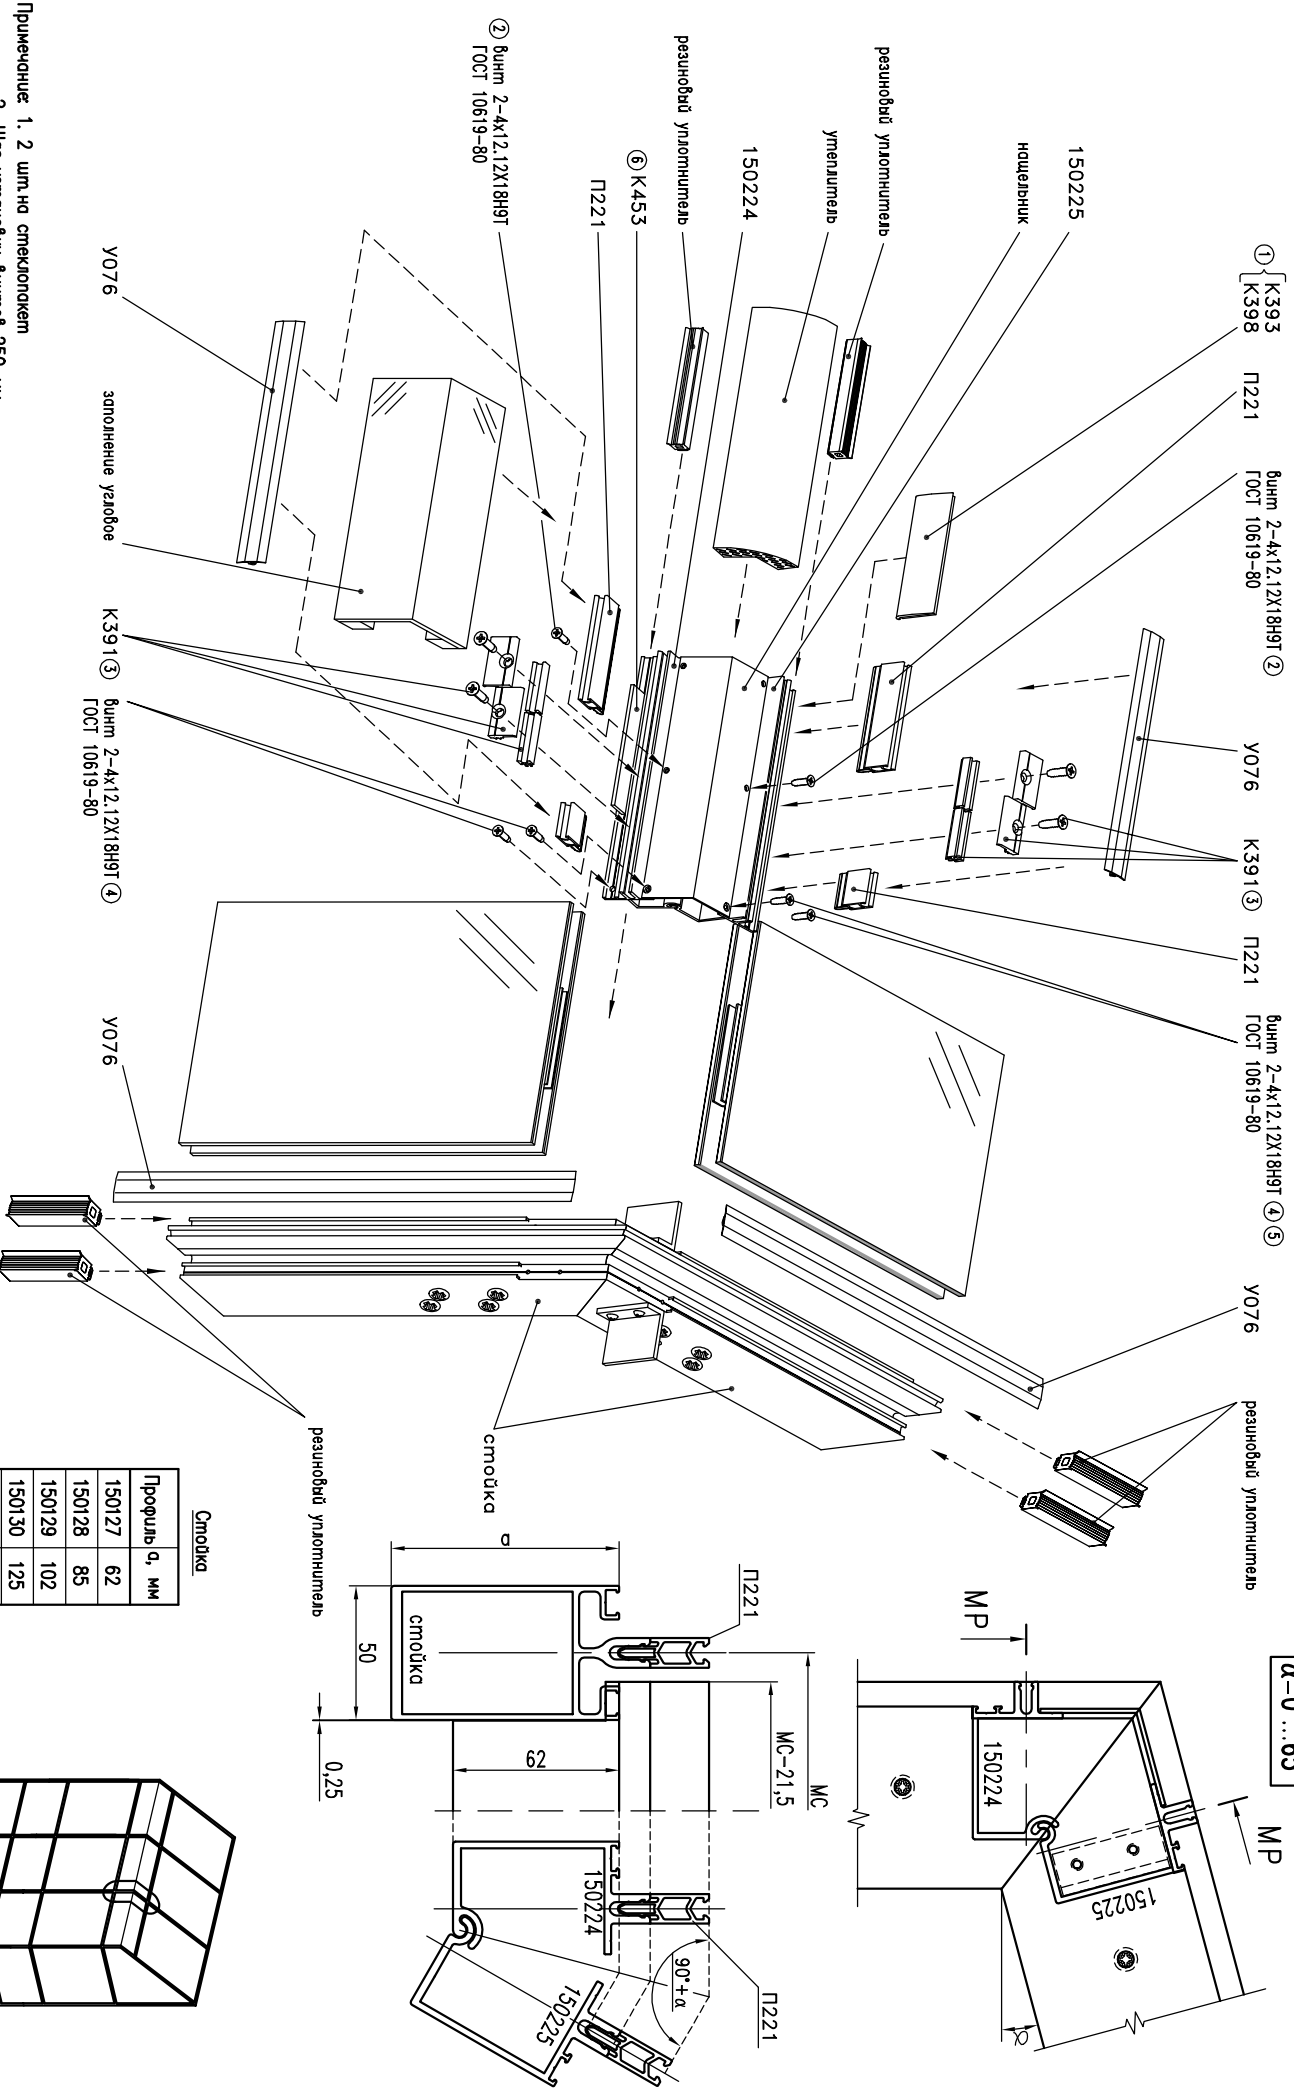 α=0°...65°
① { К393
К398
П221
винт 2-4х12.12Х18Н9Т ②
ГОСТ 10619-80
У076
К391 ③
П221
винт 2-4х12.12Х18Н9Т ④ ⑤
ГОСТ 10619-80
У076
резиновый уплотнитель
150225
нащельник
резиновый уплотнитель
утеплитель
150224
резиновый уплотнитель
⑥ К453
П221
② винт 2-4х12.12Х18Н9Т
ГОСТ 10619-80
У076
заполнение угловое
К391 ③
винт 2-4х12.12Х18Н9Т ④
ГОСТ 10619-80
У076
резиновый уплотнитель
стойка
МР
МР
150224
150225
α
П221
МС
МС-21,5
а
50
стойка
62
0,25
150224
150225
90°+α
П221
Стойка
Профиль а, мм
150127 62
150128 85
150129 102
150130 125
Примечание: 1. 2 шт.на стеклопакет